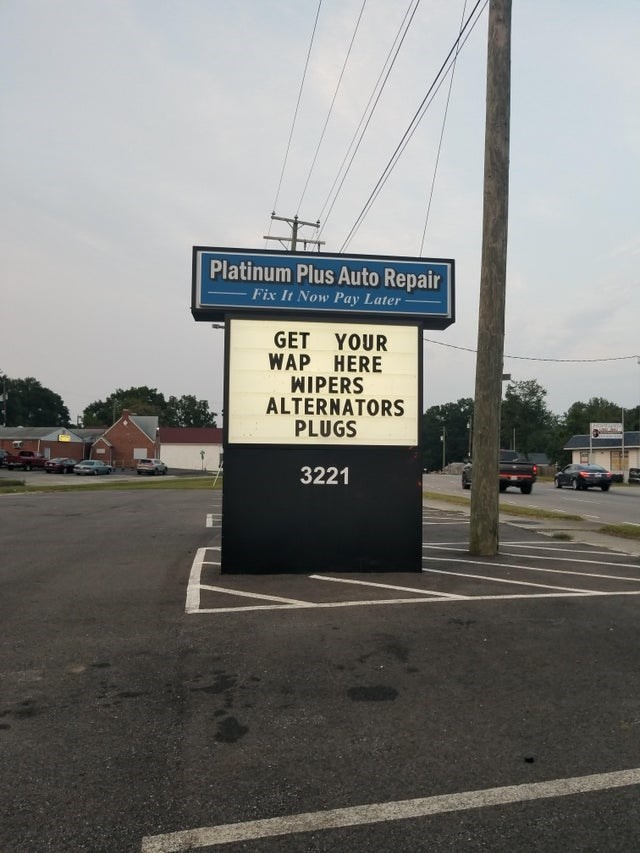 Platinum Plus Auto Repair
Fix It Now Pay Later
GET YOUR
WAP HERE
WIPERS
ALTERNATORS
PLUGS
3221